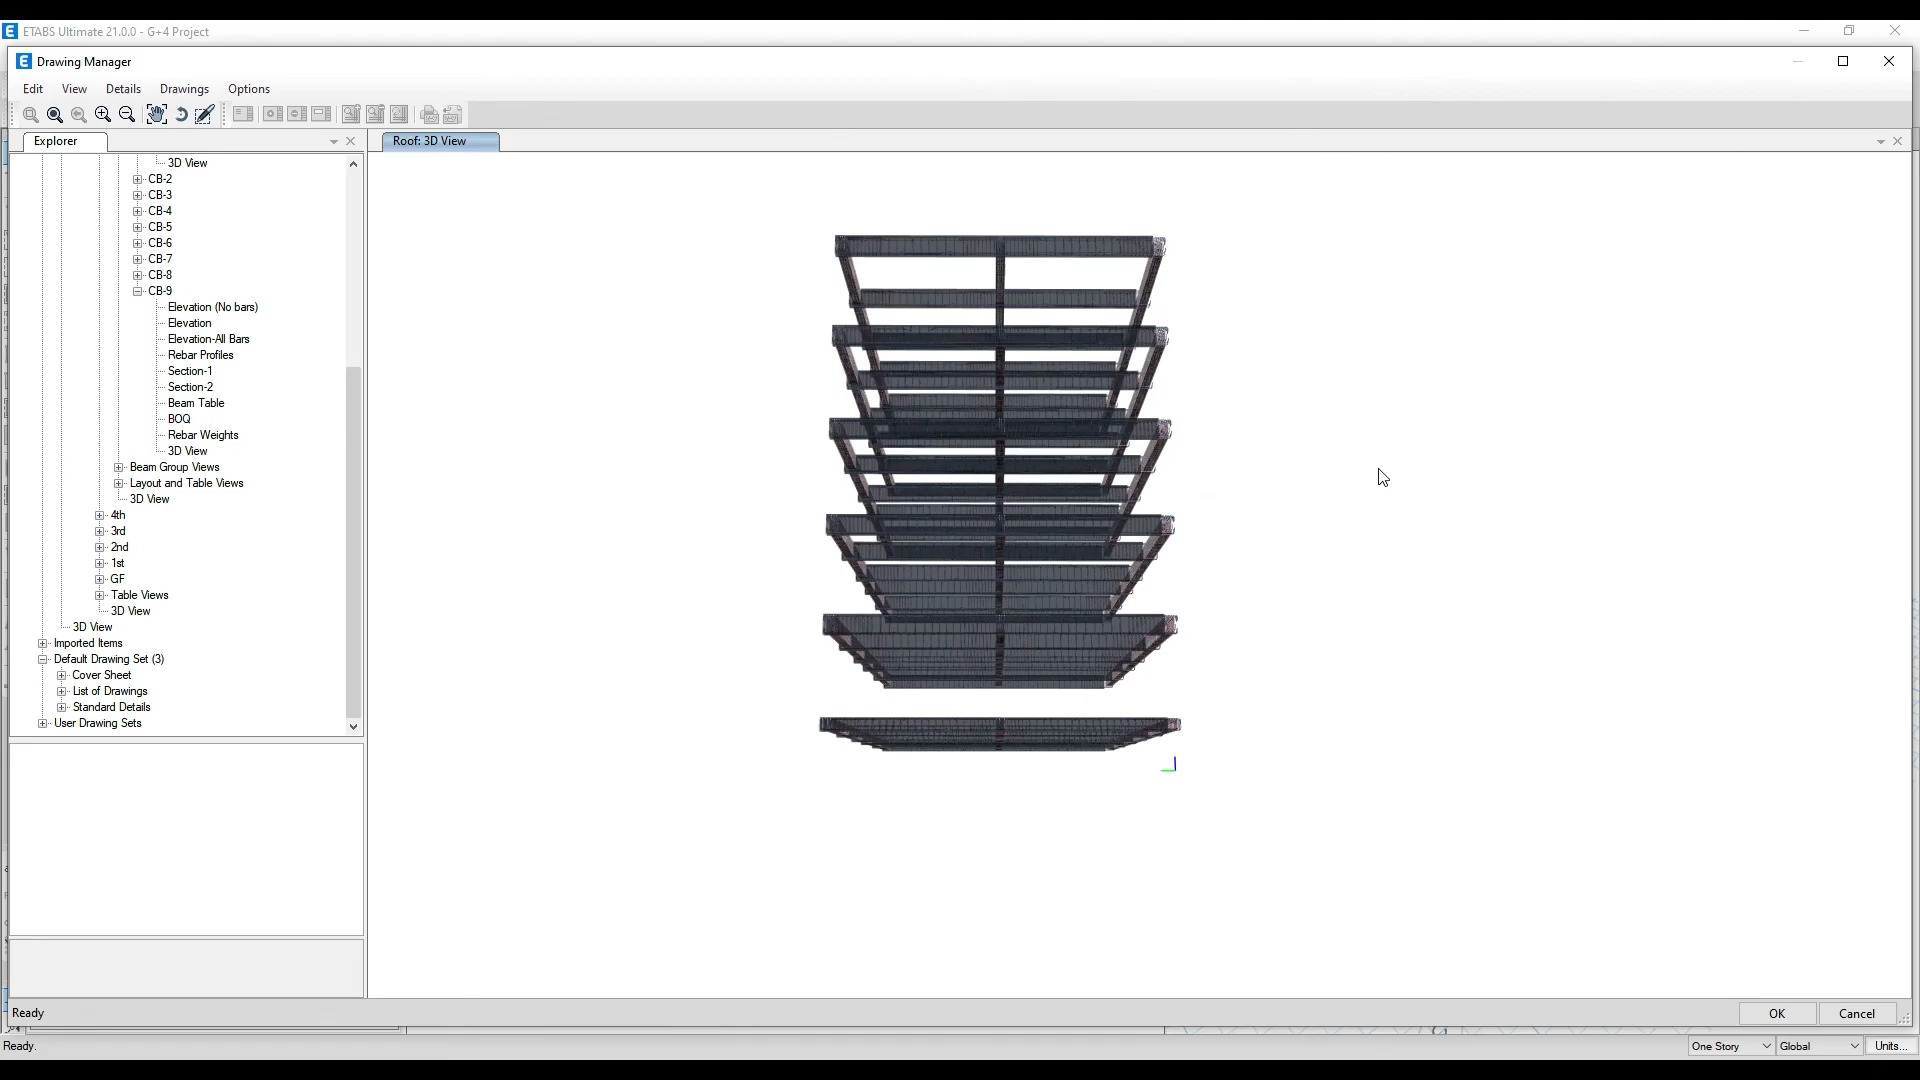 ETABS Ultimate 21.0.0 - G+4 Project
Drawing Manager
Edit View Details Drawings Options
Explorer
Roof: 3D View
3D View
CB-2
CB-3
CB-4
CB-5
CB-6
CB-7
CB-8
CB-9
Elevation (No bars)
Elevation
Elevation-All Bars
Rebar Profiles
Section-1
Section-2
Beam Table
BOQ
Rebar Weights
3D View
Beam Group Views
Layout and Table Views
3D View
4th
3rd
2nd
1st
GF
Table Views
3D View
3D View
Imported Items
Default Drawing Set (3)
Cover Sheet
List of Drawings
Standard Details
User Drawing Sets
Ready
OK
Cancel
Ready.
One Story
Global
Units...